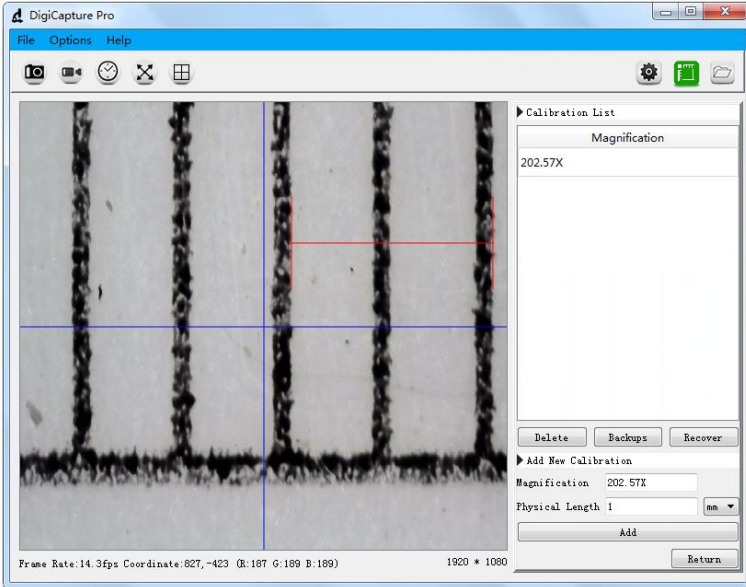 DigiCapture Pro
File Options Help
Calibration List
Magnification
202.57X
Delete Backups Recover
Add New Calibration
Magnification 202.57X
Physical Length 1 mm
Add
Return
Frame Rate:14.3fps Coordinate:827,-423 (R:187 G:189 B:189) 1920 * 1080